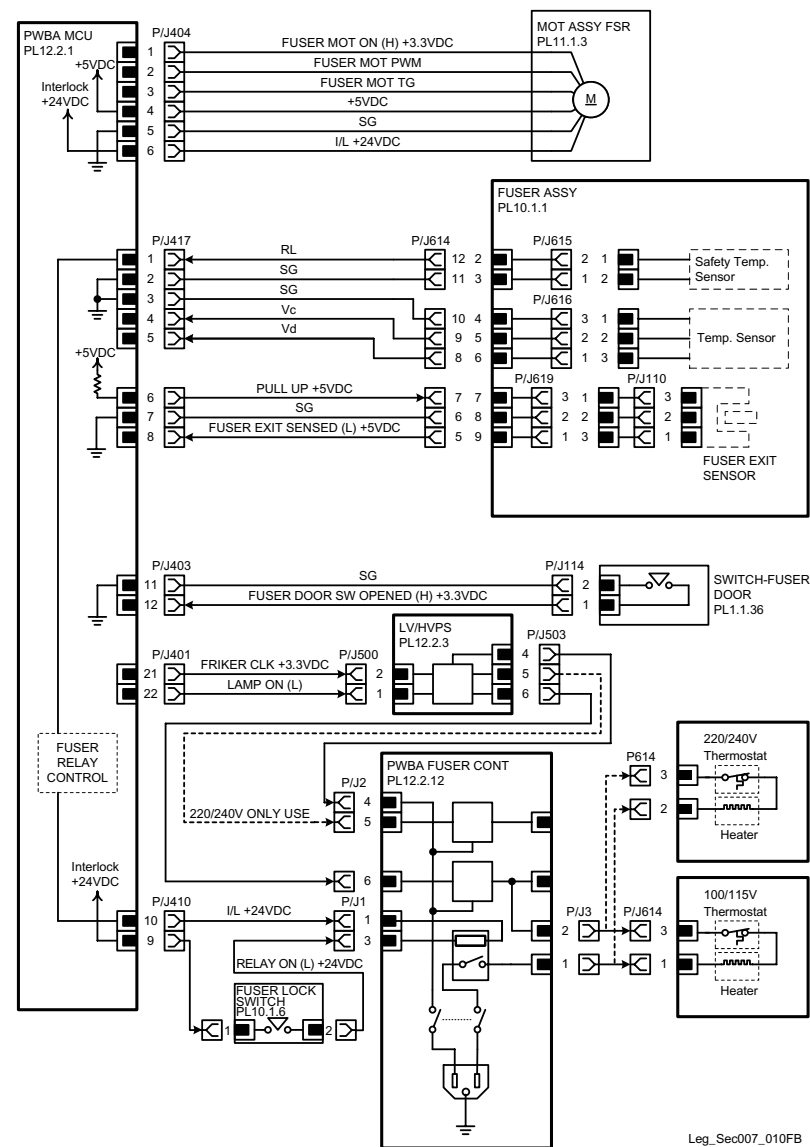 PWBA MCU
PL12.2.1
P/J404
+5VDC
Interlock
+24VDC
1 FUSER MOT ON (H) +3.3VDC
2 FUSER MOT PWM
3 FUSER MOT TG
4 +5VDC
5 SG
6 I/L +24VDC
MOT ASSY FSR
PL11.1.3
M
FUSER ASSY
PL10.1.1
P/J417 P/J614 P/J615
1 RL 12 2 2 1
2 SG 11 3 1 2
Safety Temp.
Sensor
3 SG
P/J616
4 Vc 10 4 3 1
5 Vd 9 5 2 2
8 6 1 3
Temp. Sensor
+5VDC
P/J619 P/J110
6 PULL UP +5VDC 7 7 3 1 3
7 SG 6 8 2 2 2
8 FUSER EXIT SENSED (L) +5VDC 5 9 1 3 1
FUSER EXIT
SENSOR
P/J403 P/J114
11 SG 2
12 FUSER DOOR SW OPENED (H) +3.3VDC 1
SWITCH-FUSER
DOOR
PL1.1.36
LV/HVPS
PL12.2.3
P/J401 P/J500 P/J503
21 FRIKER CLK +3.3VDC 2
22 LAMP ON (L) 1
4
5
6
FUSER
RELAY
CONTROL
PWBA FUSER CONT
PL12.2.12
P/J2
4
220/240V ONLY USE 5
6
P614
3
2
220/240V
Thermostat
Heater
Interlock
+24VDC
P/J410 P/J1
10 I/L +24VDC 1
9 3
RELAY ON (L) +24VDC
FUSER LOCK
SWITCH
PL10.1.6
1 2
P/J3 P/J614
2 3
1 1
100/115V
Thermostat
Heater
Leg_Sec007_010FB